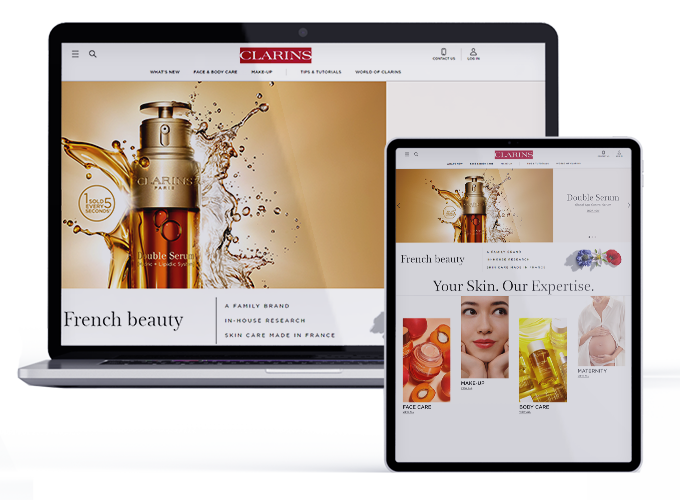 CLARINS
CONTACT US
LOG IN
WHAT'S NEW
FACE & BODY CARE
MAKE-UP
TIPS & TUTORIALS
WORLD OF CLARINS
CLARINS
PARIS
1 SOLD
EVERY 5
SECONDS
Double Serum
French beauty
A FAMILY BRAND
IN-HOUSE RESEARCH
SKIN CARE MADE IN FRANCE
CLARINS
Double Serum
French beauty
A FAMILY BRAND
IN-HOUSE RESEARCH
SKIN CARE MADE IN FRANCE
Your Skin. Our Expertise.
FACE CARE
MAKE-UP
BODY CARE
MATERNITY